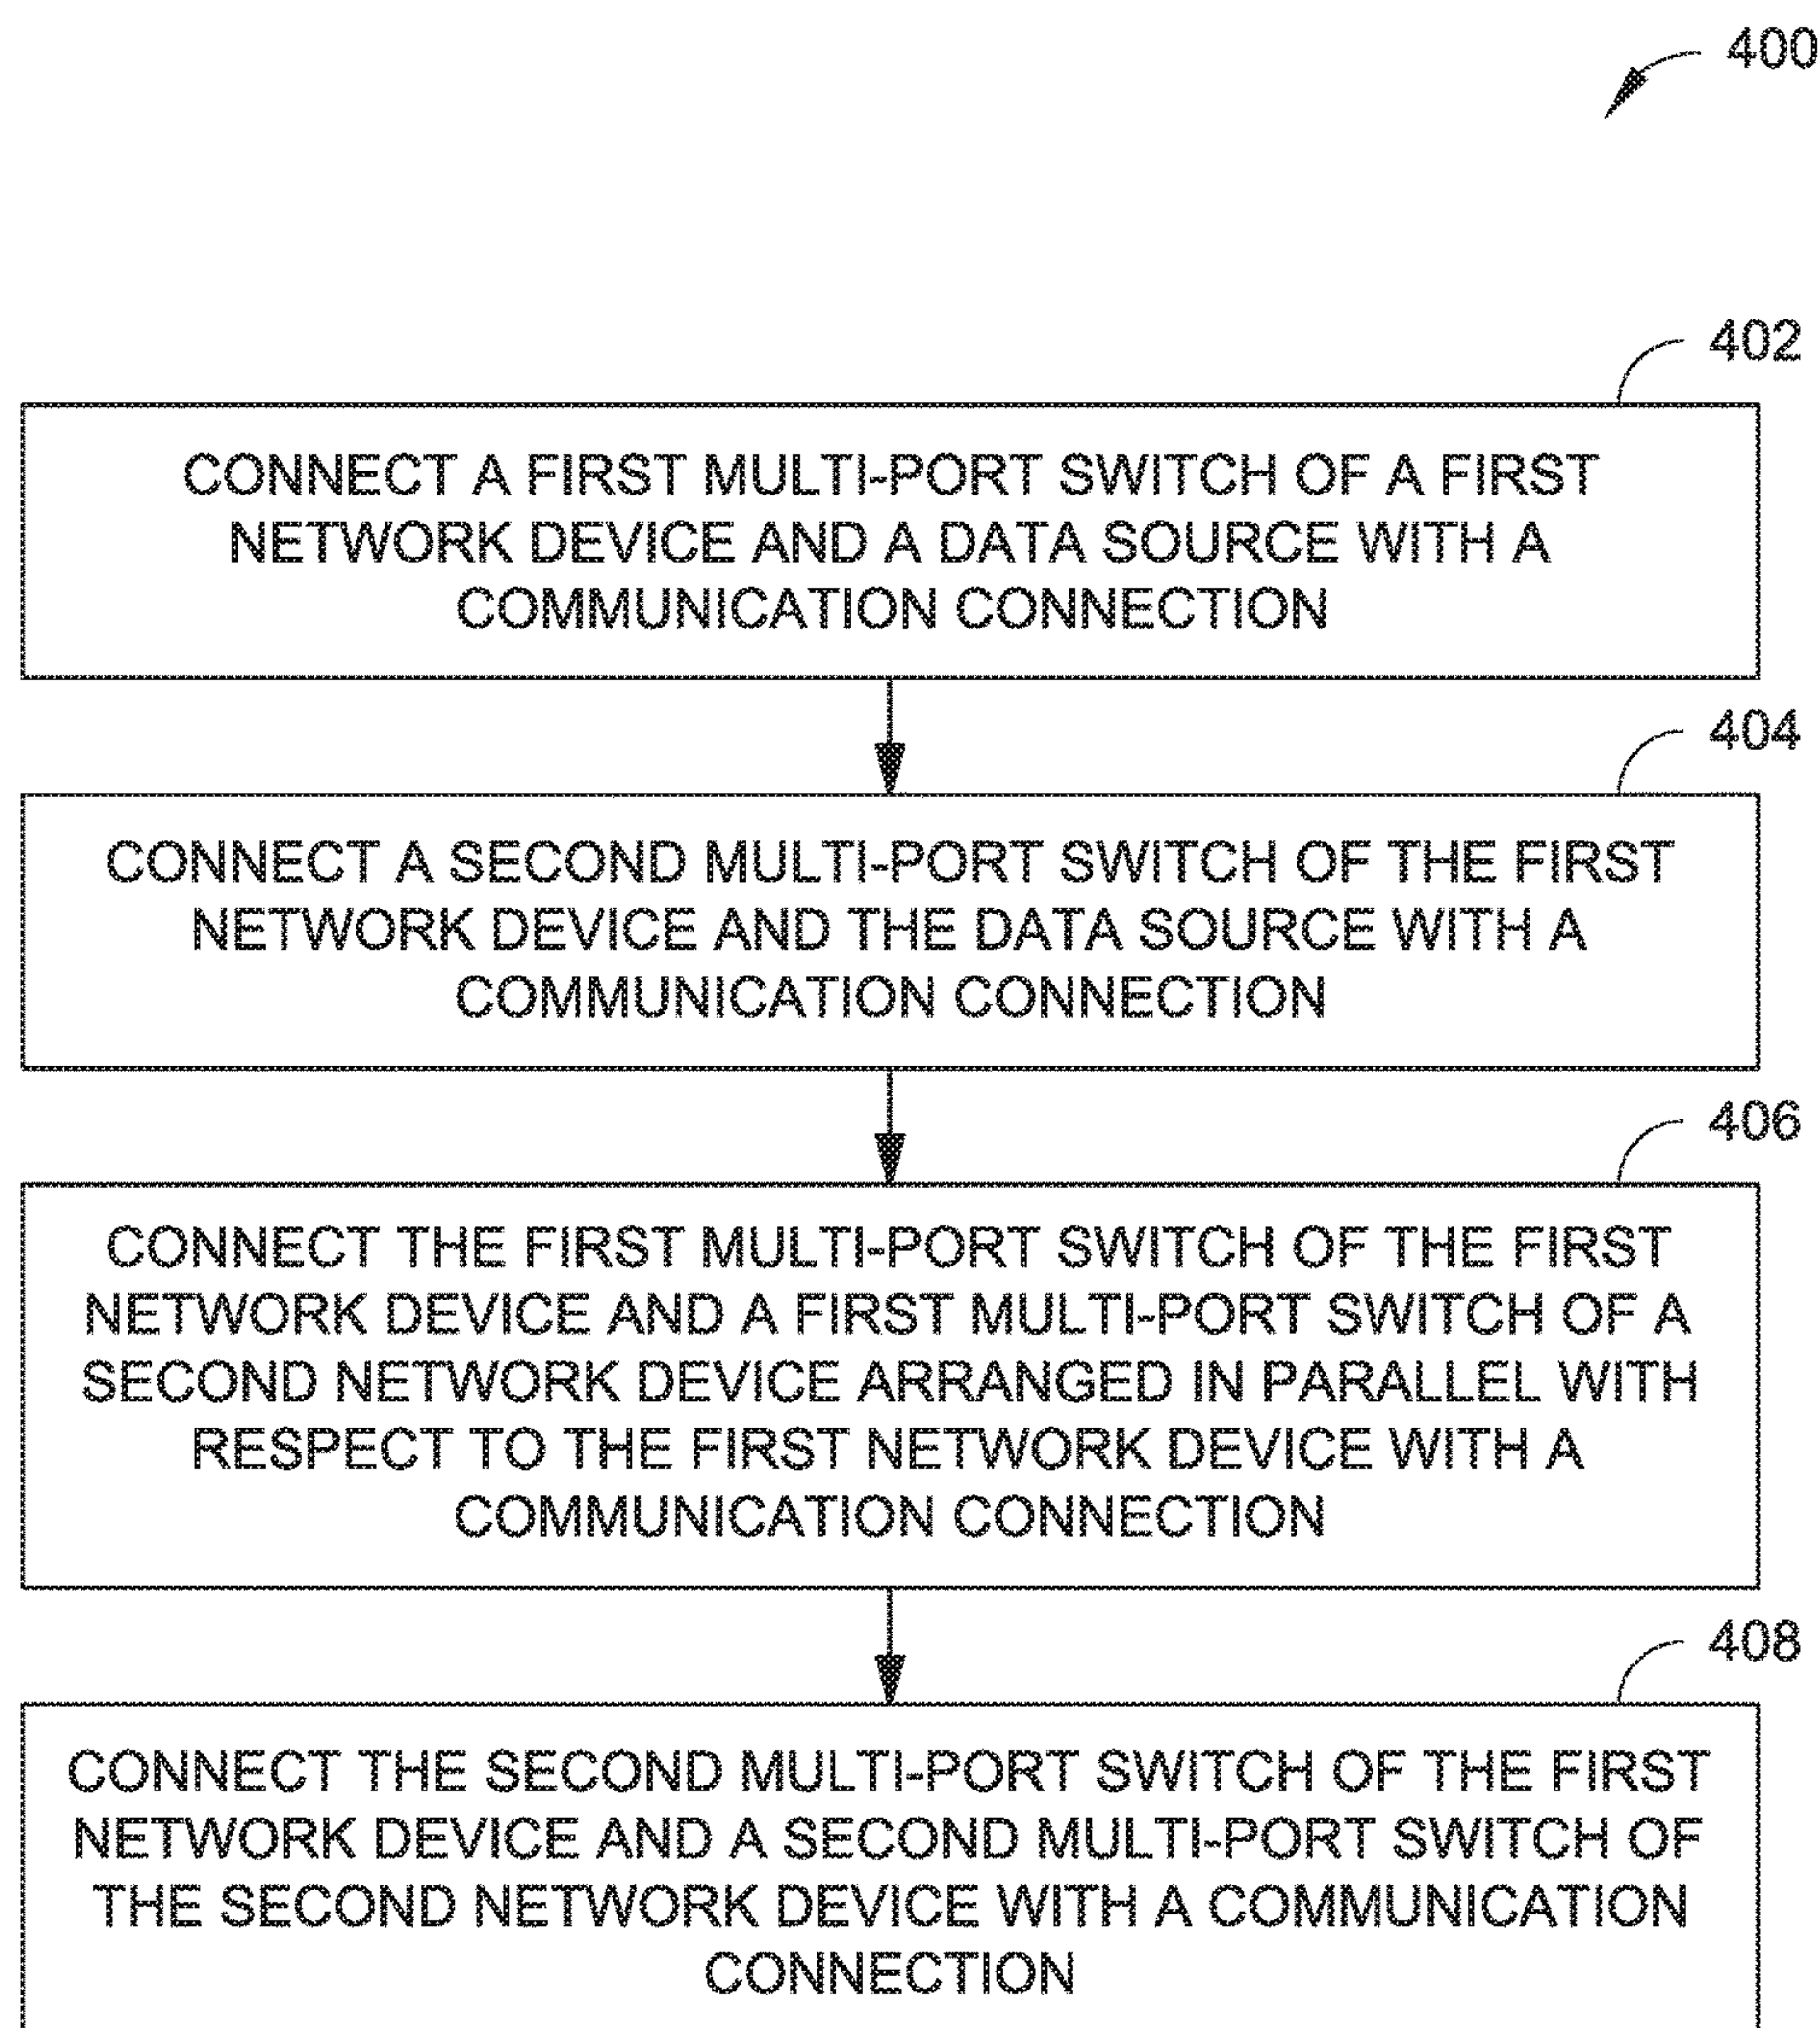 400
402
CONNECT A FIRST MULTI-PORT SWITCH OF A FIRST
NETWORK DEVICE AND A DATA SOURCE WITH A
COMMUNICATION CONNECTION
404
CONNECT A SECOND MULTI-PORT SWITCH OF THE FIRST
NETWORK DEVICE AND THE DATA SOURCE WITH A
COMMUNICATION CONNECTION
406
CONNECT THE FIRST MULTI-PORT SWITCH OF THE FIRST
NETWORK DEVICE AND A FIRST MULTI-PORT SWITCH OF A
SECOND NETWORK DEVICE ARRANGED IN PARALLEL WITH
RESPECT TO THE FIRST NETWORK DEVICE WITH A
COMMUNICATION CONNECTION
408
CONNECT THE SECOND MULTI-PORT SWITCH OF THE FIRST
NETWORK DEVICE AND A SECOND MULTI-PORT SWITCH OF
THE SECOND NETWORK DEVICE WITH A COMMUNICATION
CONNECTION